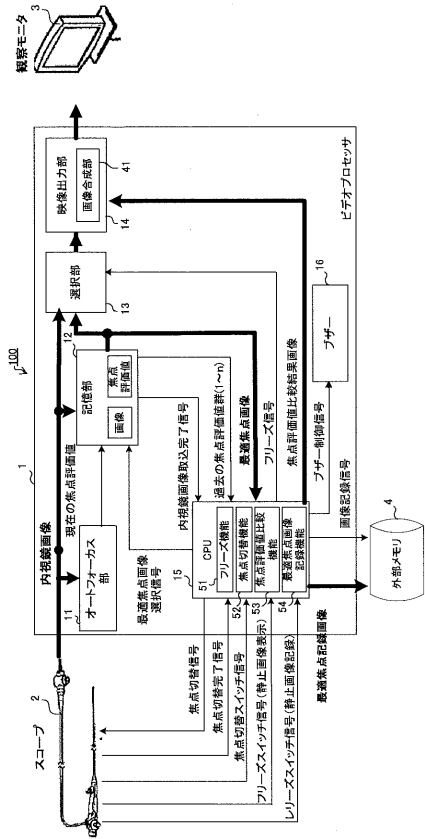 100
1
スコープ
2
内視鏡画像
現在の焦点評価値
11
オートフォーカス部
12
記憶部
画像
焦点評価値
13
選択部
14
映像出力部
画像合成部
41
観察モニタ
3
ビデオプロセッサ
最適焦点画像選択信号
内視鏡画像取込完了信号
過去の焦点評価値群(1〜n)
最適焦点画像
フリーズ信号
焦点評価値比較結果画像
15
CPU
51
フリーズ機能
52
焦点切替機能
53
焦点評価値比較機能
54
最適焦点画像記録機能
16
ブザー
ブザー制御信号
画像記録信号
焦点切替信号
焦点切替完了信号
焦点切替スイッチ信号
フリーズスイッチ信号(静止画像表示)
レリーズスイッチ信号(静止画像記録)
最適焦点記録画像
4
外部メモリ